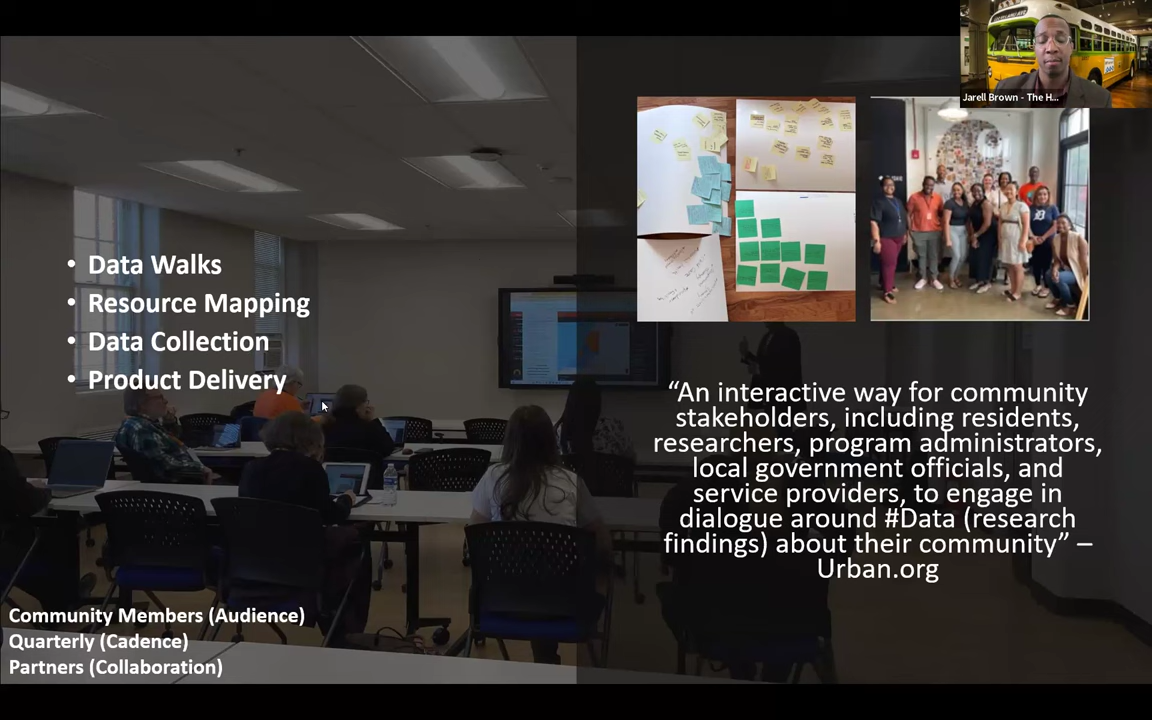 Jarell Brown - The H...
• Data Walks
• Resource Mapping
• Data Collection
• Product Delivery
“An interactive way for community
stakeholders, including residents,
researchers, program administrators,
local government officials, and
service providers, to engage in
dialogue around #Data (research
findings) about their community” –
Urban.org
Community Members (Audience)
Quarterly (Cadence)
Partners (Collaboration)